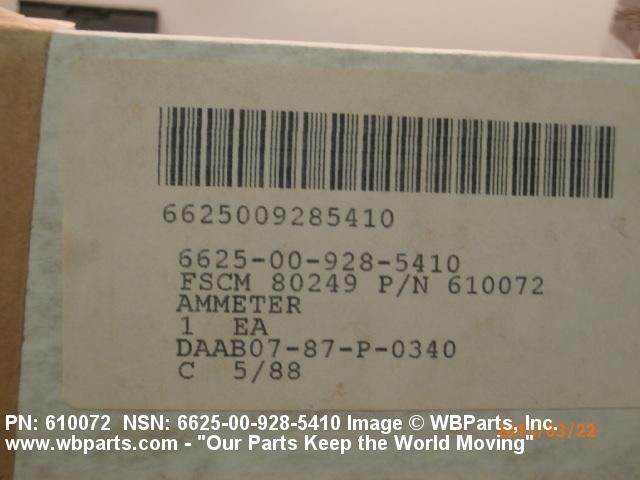 6625009285410
6625-00-928-5410
FSCM 80249 P/N 610072
AMMETER
1 EA
DAAB07-87-P-0340
C 5/88
PN: 610072 NSN: 6625-00-928-5410 Image © WBParts, Inc.
www.wbparts.com - "Our Parts Keep the World Moving"